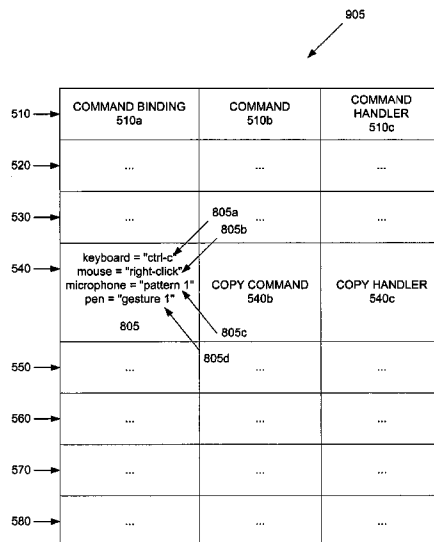 905
510
COMMAND BINDING
510a
COMMAND
510b
COMMAND
HANDLER
510c
520
...
...
...
530
...
...
...
805a
805b
540
keyboard = "ctrl-c"
mouse = "right-click"
microphone = "pattern 1"
pen = "gesture 1"
805
COPY COMMAND
540b
COPY HANDLER
540c
805c
805d
550
...
...
...
560
...
...
...
570
...
...
...
580
...
...
...